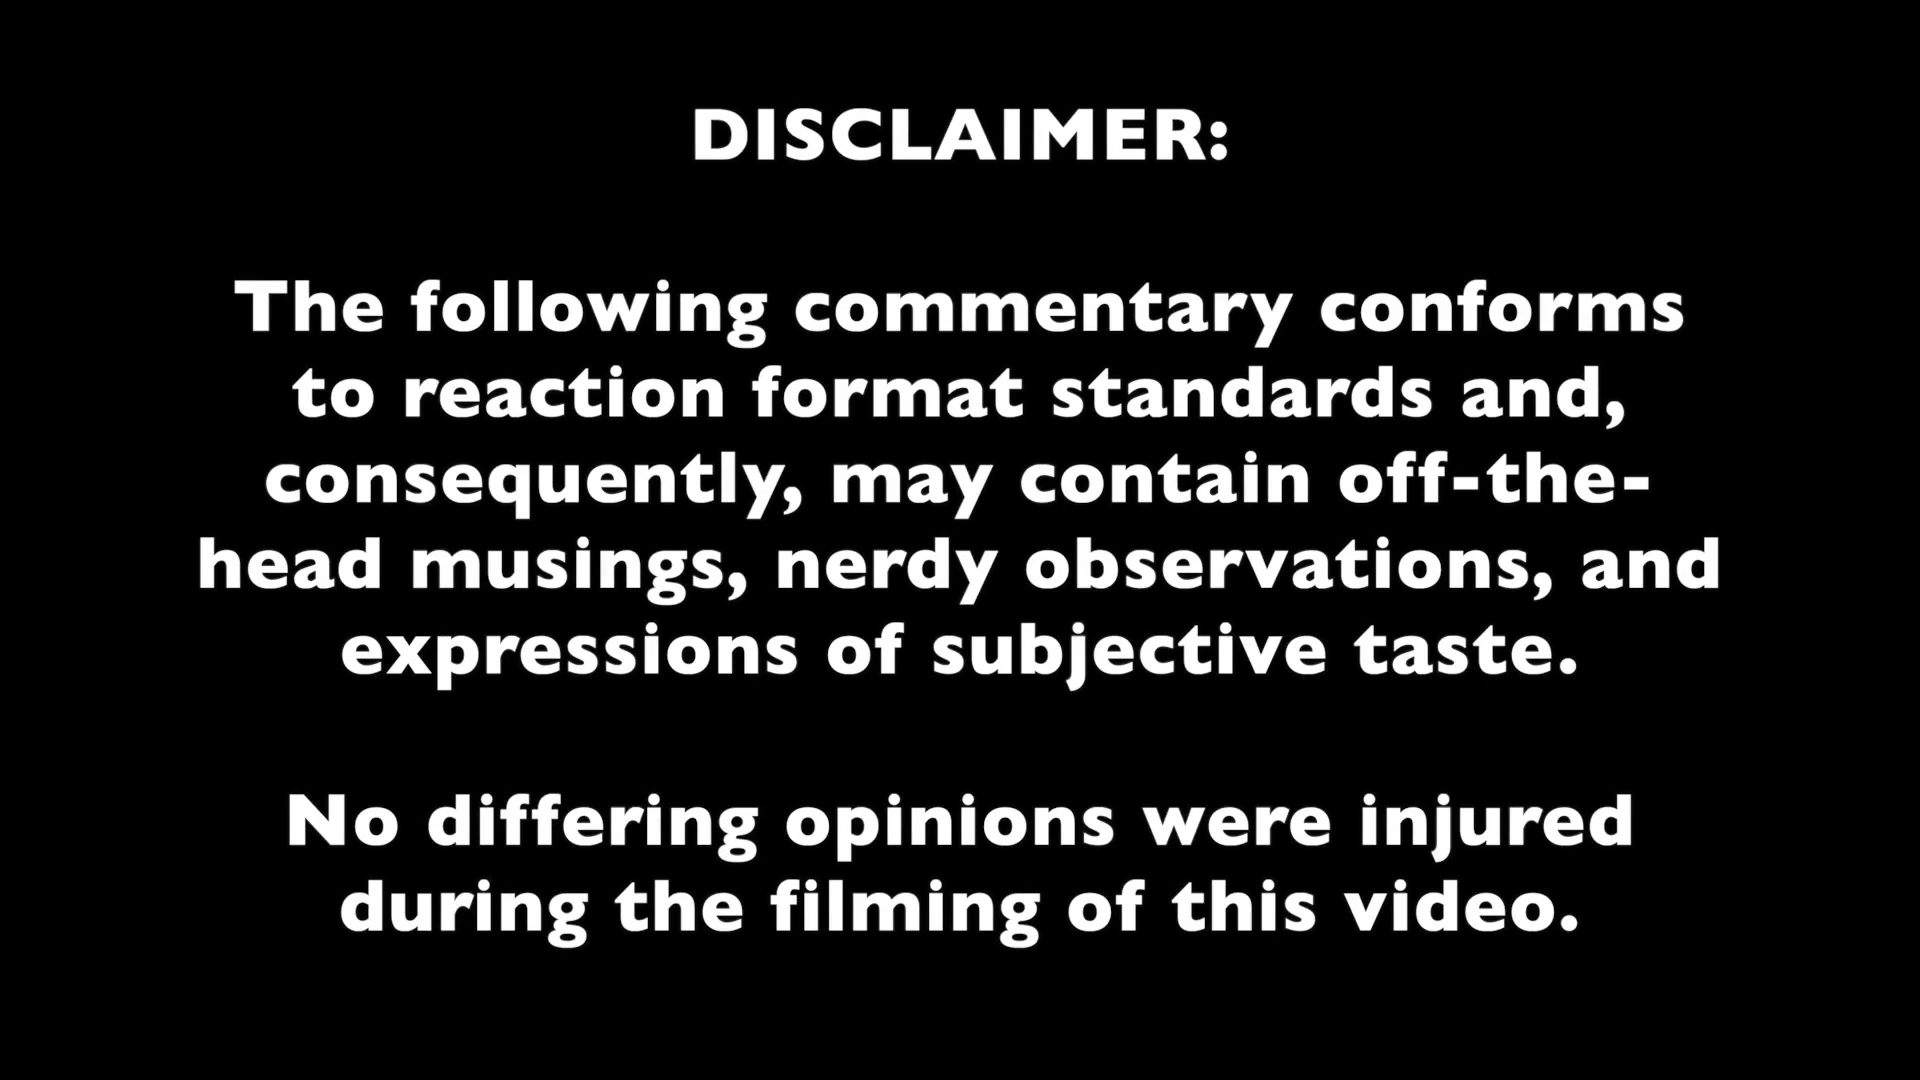 DISCLAIMER:
The following commentary conforms
to reaction format standards and,
consequently, may contain off-the-
head musings, nerdy observations, and
expressions of subjective taste.
No differing opinions were injured
during the filming of this video.